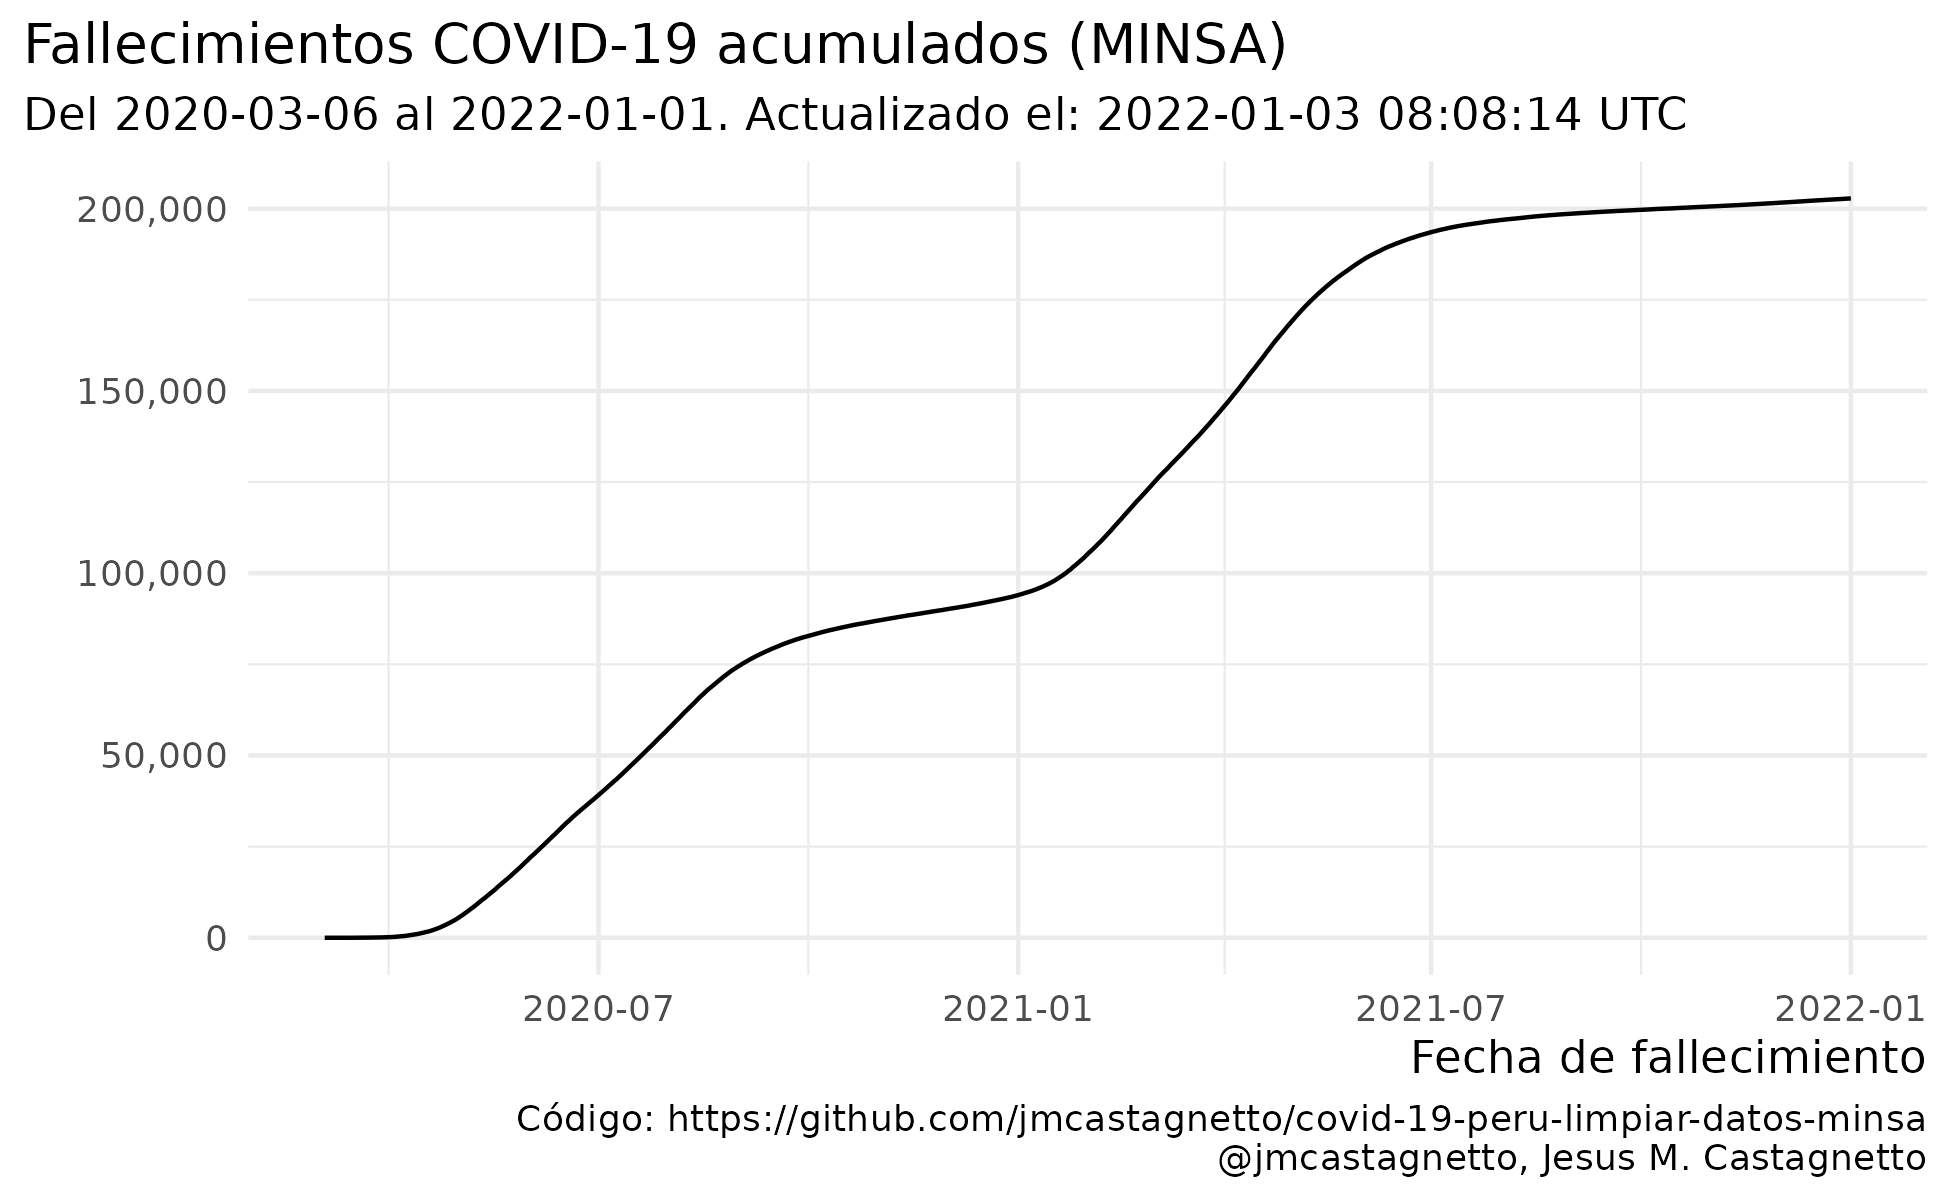 Fallecimientos COVID-19 acumulados (MINSA)
Del 2020-03-06 al 2022-01-01. Actualizado el: 2022-01-03 08:08:14 UTC
200,000
150,000
100,000
50,000
0
2020-07 2021-01 2021-07 2022-01
Fecha de fallecimiento
Código: https://github.com/jmcastagnetto/covid-19-peru-limpiar-datos-minsa
@jmcastagnetto, Jesus M. Castagnetto